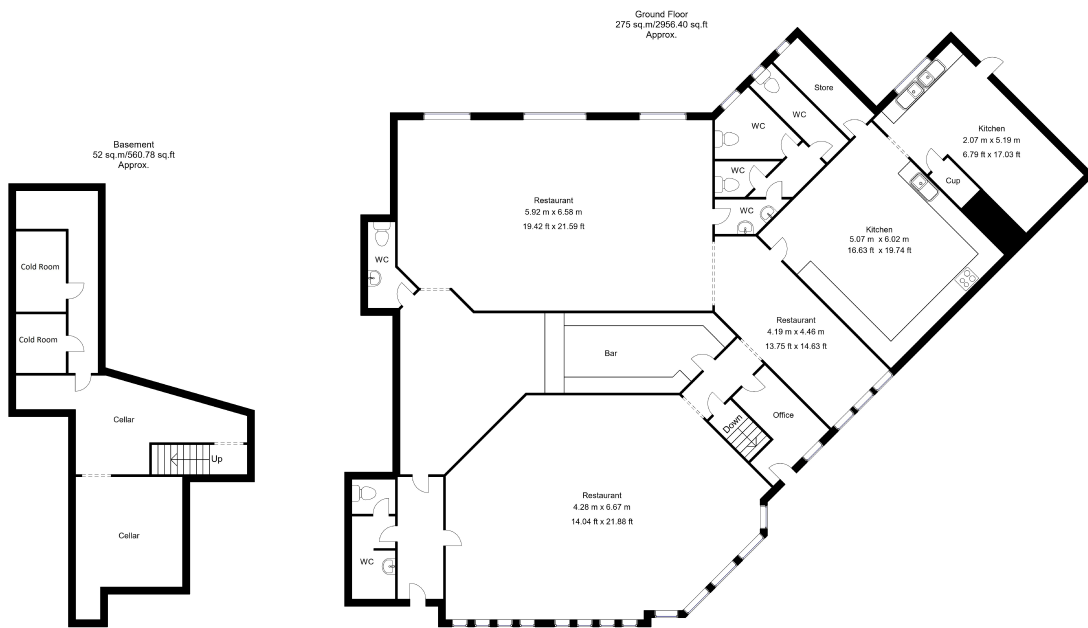 Ground Floor
275 sq.m/2956.40 sq.ft
Approx.
Basement
52 sq.m/560.78 sq.ft
Approx.
Cold Room
Cold Room
Cellar
Up
Cellar
Store
WC
WC
WC
WC
Kitchen
2.07 m x 5.19 m
6.79 ft x 17.03 ft
Cup
Kitchen
5.07 m x 6.02 m
16.63 ft x 19.74 ft
Restaurant
5.92 m x 6.58 m
19.42 ft x 21.59 ft
WC
Restaurant
4.19 m x 4.46 m
13.75 ft x 14.63 ft
Bar
Office
Down
Restaurant
4.28 m x 6.67 m
14.04 ft x 21.88 ft
WC